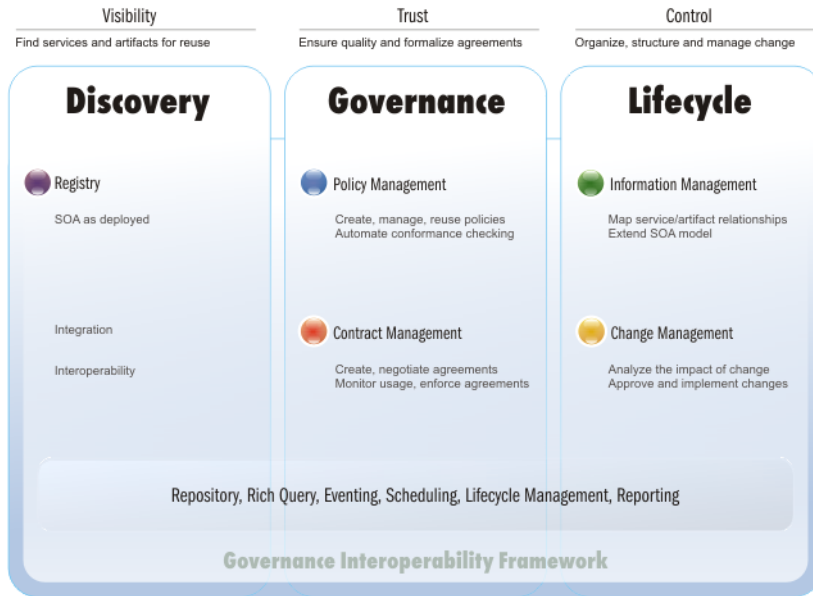 Visibility
Find services and artifacts for reuse
Trust
Ensure quality and formalize agreements
Control
Organize, structure and manage change
Discovery
Registry
SOA as deployed
Integration
Interoperability
Governance
Policy Management
Create, manage, reuse policies
Automate conformance checking
Contract Management
Create, negotiate agreements
Monitor usage, enforce agreements
Lifecycle
Information Management
Map service/artifact relationships
Extend SOA model
Change Management
Analyze the impact of change
Approve and implement changes
Repository, Rich Query, Eventing, Scheduling, Lifecycle Management, Reporting
Governance Interoperability Framework